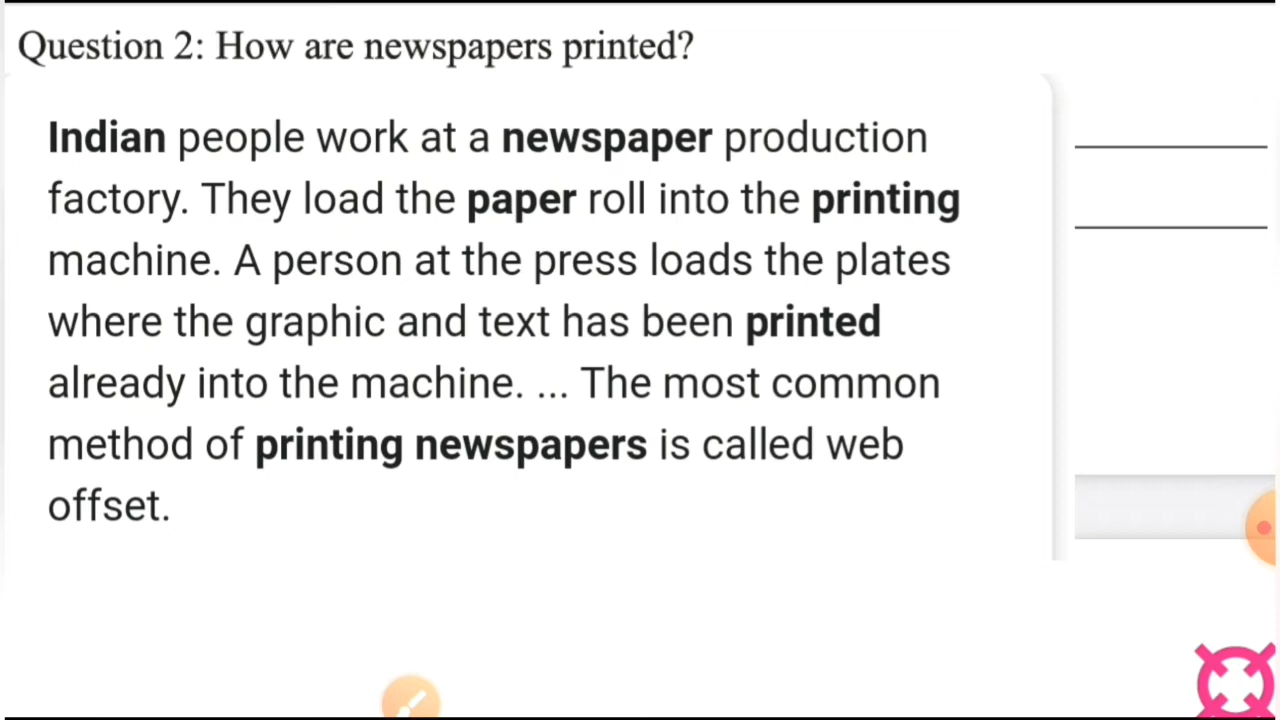 Question 2: How are newspapers printed?
Indian people work at a newspaper production
factory. They load the paper roll into the printing
machine. A person at the press loads the plates
where the graphic and text has been printed
already into the machine. ... The most common
method of printing newspapers is called web
offset.